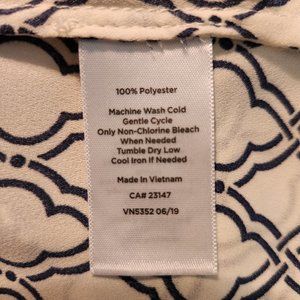 100% Polyester
Machine Wash Cold
Gentle Cycle
Only Non-Chlorine Bleach
When Needed
Tumble Dry Low
Cool Iron If Needed
Made In Vietnam
CA# 23147
VN5352 06/19